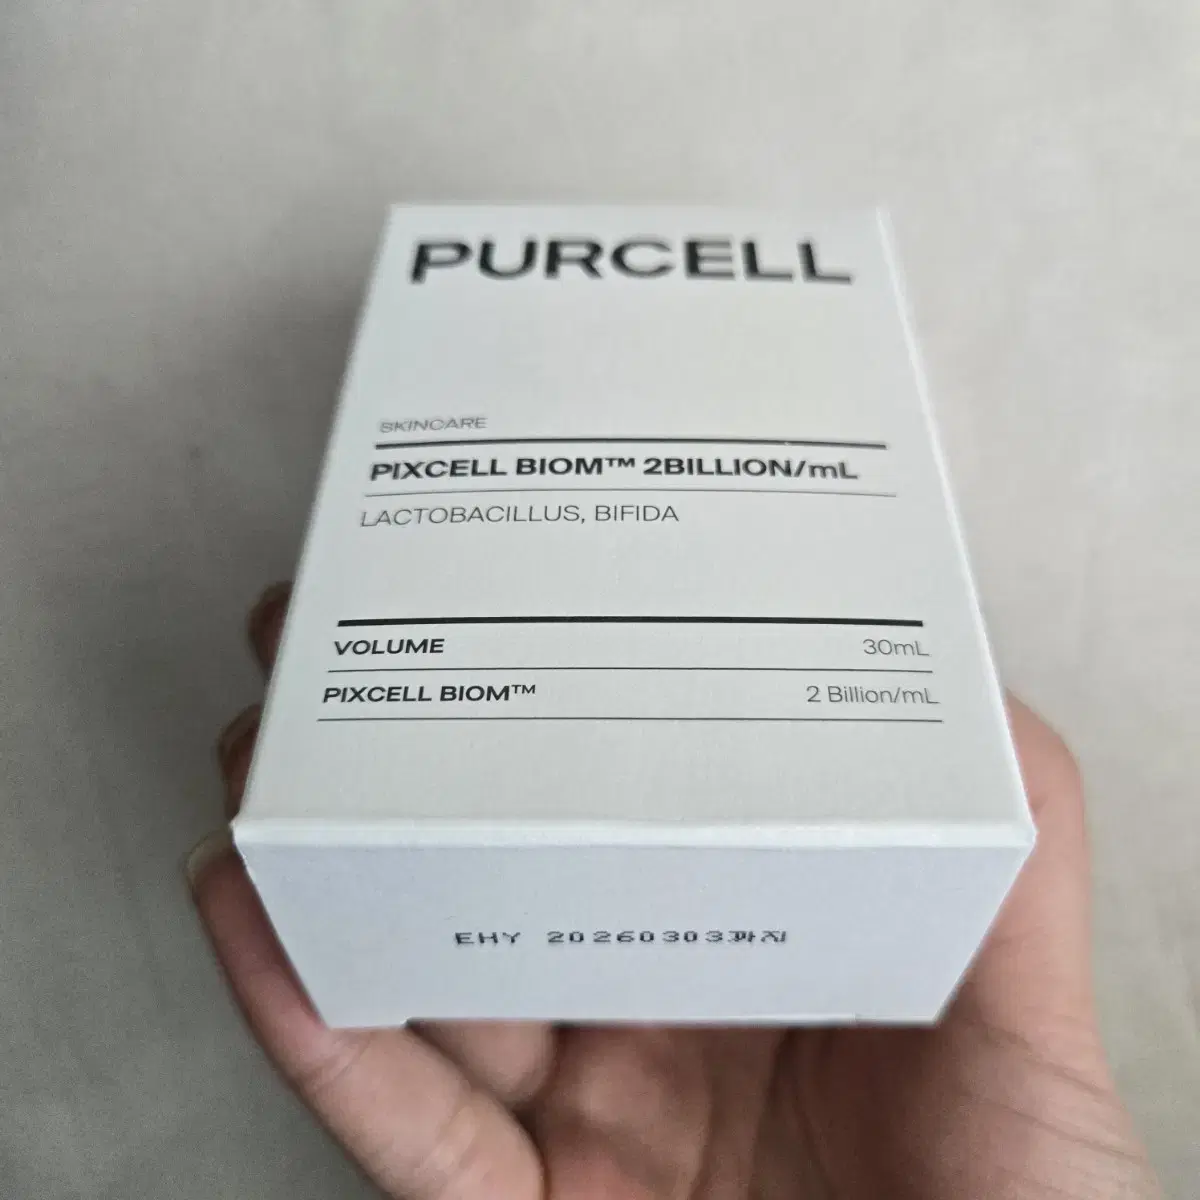 PURCELL
SKINCARE
PIXCELL BIOM™ 2BILLION/mL
LACTOBACILLUS, BIFIDA
VOLUME 30mL
PIXCELL BIOM™ 2 Billion/mL
EHY 20260303까지